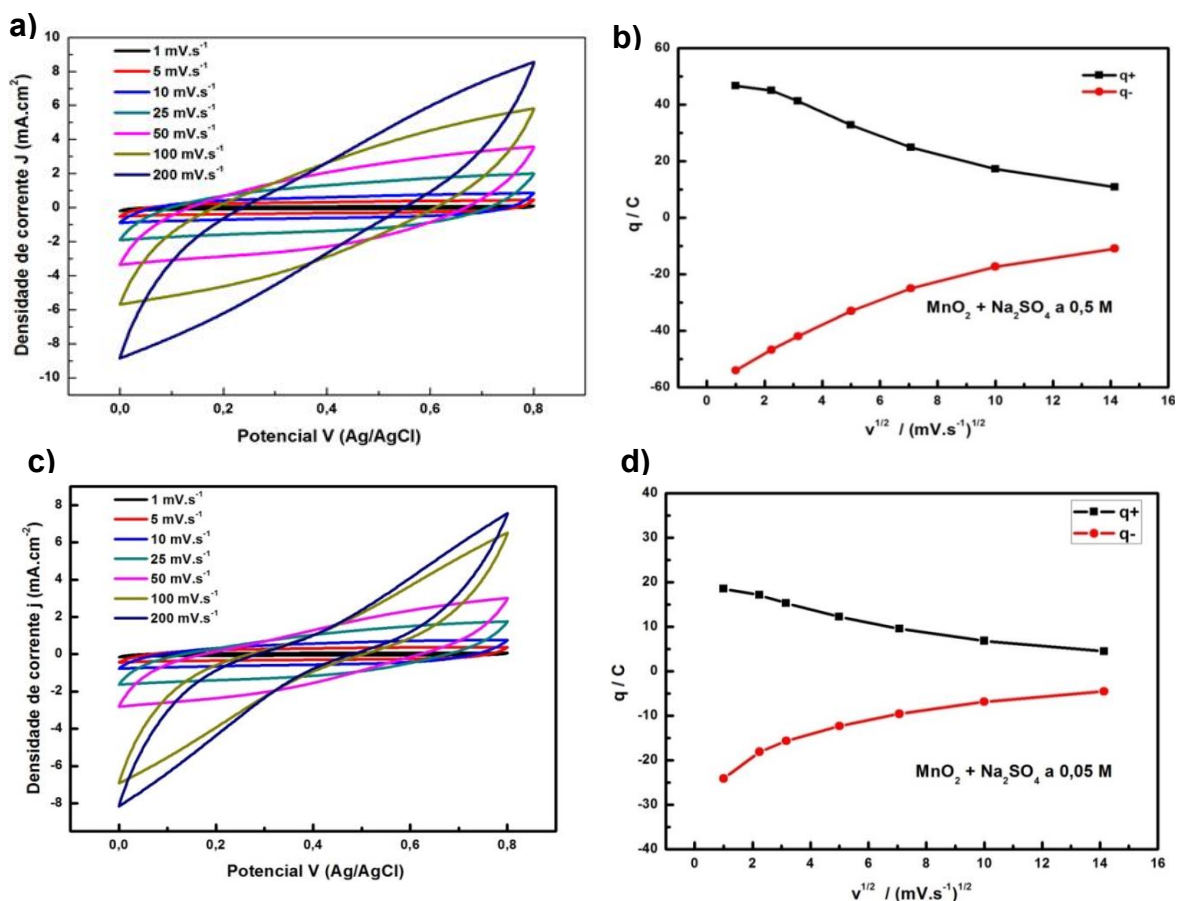 a)
1 mV.s⁻¹
5 mV.s⁻¹
10 mV.s⁻¹
25 mV.s⁻¹
50 mV.s⁻¹
100 mV.s⁻¹
200 mV.s⁻¹
Densidade de corrente J (mA.cm²)
10
8
6
4
2
0
-2
-4
-6
-8
-10
0,0 0,2 0,4 0,6 0,8
Potencial V (Ag/AgCl)
b)
q+
q-
q / C
60
40
20
0
-20
-40
-60
MnO₂ + Na₂SO₄ a 0,5 M
0 2 4 6 8 10 12 14 16
v¹/² / (mV.s⁻¹)¹/²
c)
1 mV.s⁻¹
5 mV.s⁻¹
10 mV.s⁻¹
25 mV.s⁻¹
50 mV.s⁻¹
100 mV.s⁻¹
200 mV.s⁻¹
Densidade de corrente j (mA.cm⁻²)
8
6
4
2
0
-2
-4
-6
-8
0,0 0,2 0,4 0,6 0,8
Potencial V (Ag/AgCl)
d)
q+
q-
q / C
40
30
20
10
0
-10
-20
-30
-40
-50
MnO₂ + Na₂SO₄ a 0,05 M
0 2 4 6 8 10 12 14 16
v¹/² / (mV.s⁻¹)¹/²